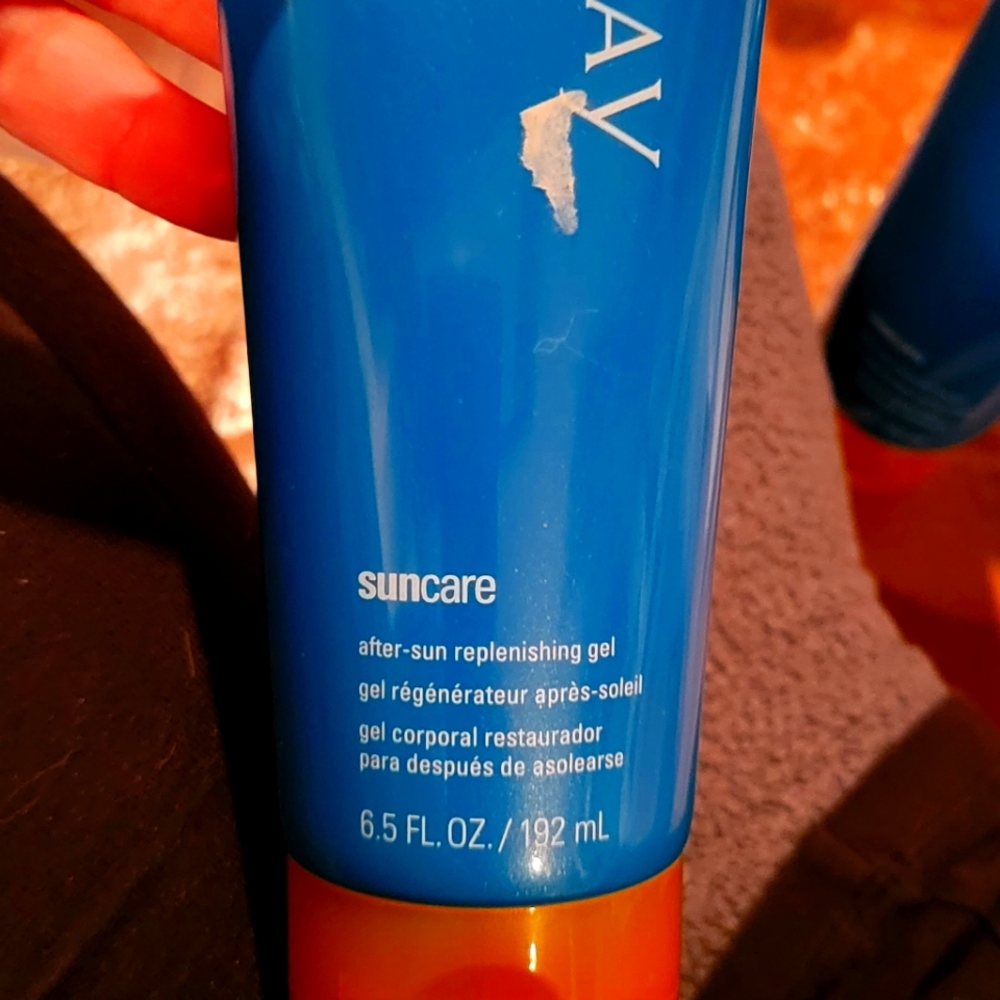 AY
suncare
after-sun replenishing gel
gel régénérateur après-soleil
gel corporal restaurador
para después de asolearse
6.5 FL. OZ. / 192 mL